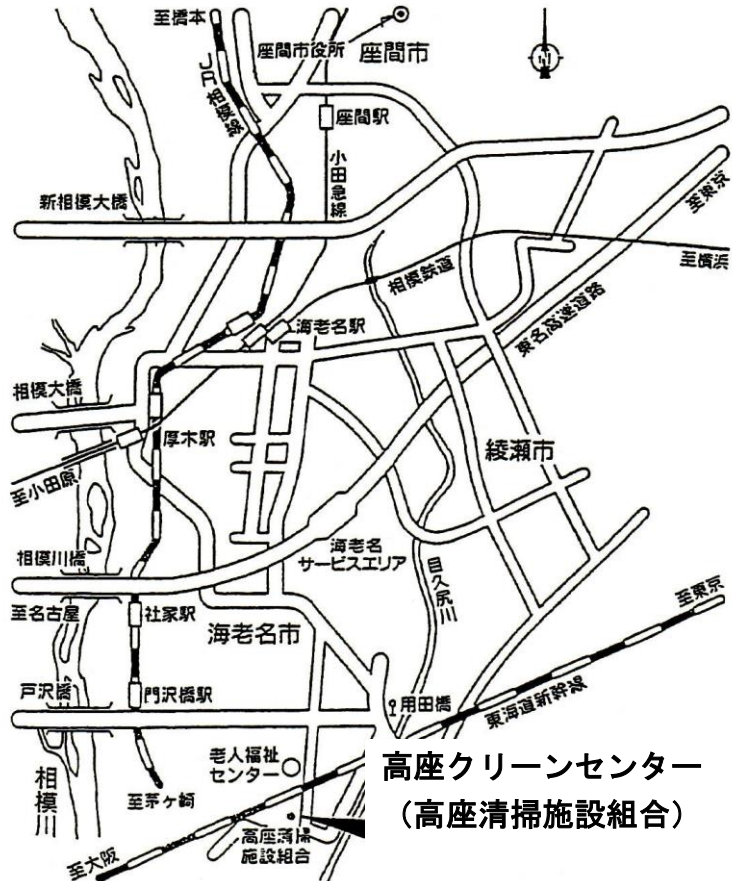 至橋本
座間市役所
座間市
JR相模線
座間駅
小田急線
新相模大橋
至東京
至横浜
相模鉄道
海老名駅
東名高速道路
相模大橋
厚木駅
綾瀬市
至小田原
海老名
サービスエリア
相模川橋
目久尻川
至名古屋
社家駅
至東京
海老名市
戸沢橋
門沢橋駅
用田橋
東海道新幹線
老人福祉
センター
高座クリーンセンター
(高座清掃施設組合)
相模川
至茅ヶ崎
高座清掃
施設組合
至大阪